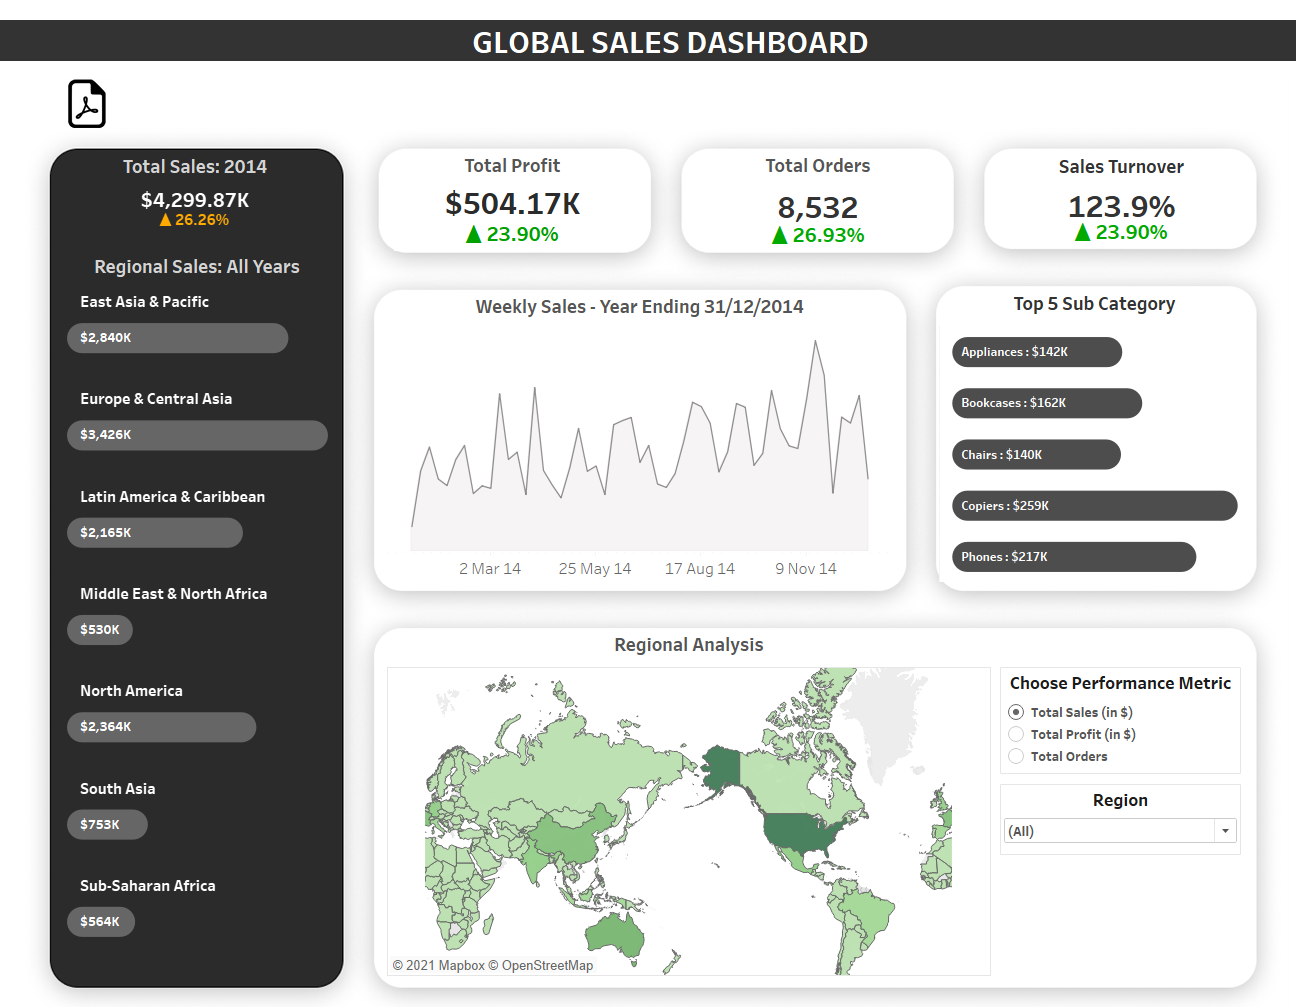 GLOBAL SALES DASHBOARD
Total Sales: 2014
$4,299.87K
▲ 26.26%
Regional Sales: All Years
East Asia & Pacific
$2,840K
Europe & Central Asia
$3,426K
Latin America & Caribbean
$2,165K
Middle East & North Africa
$530K
North America
$2,364K
South Asia
$753K
Sub-Saharan Africa
$564K
Total Profit
$504.17K
▲ 23.90%
Total Orders
8,532
▲ 26.93%
Sales Turnover
123.9%
▲ 23.90%
Weekly Sales - Year Ending 31/12/2014
2 Mar 14 25 May 14 17 Aug 14 9 Nov 14
Top 5 Sub Category
Appliances : $142K
Bookcases : $162K
Chairs : $140K
Copiers : $259K
Phones : $217K
Regional Analysis
© 2021 Mapbox © OpenStreetMap
Choose Performance Metric
Total Sales (in $)
Total Profit (in $)
Total Orders
Region
(All)